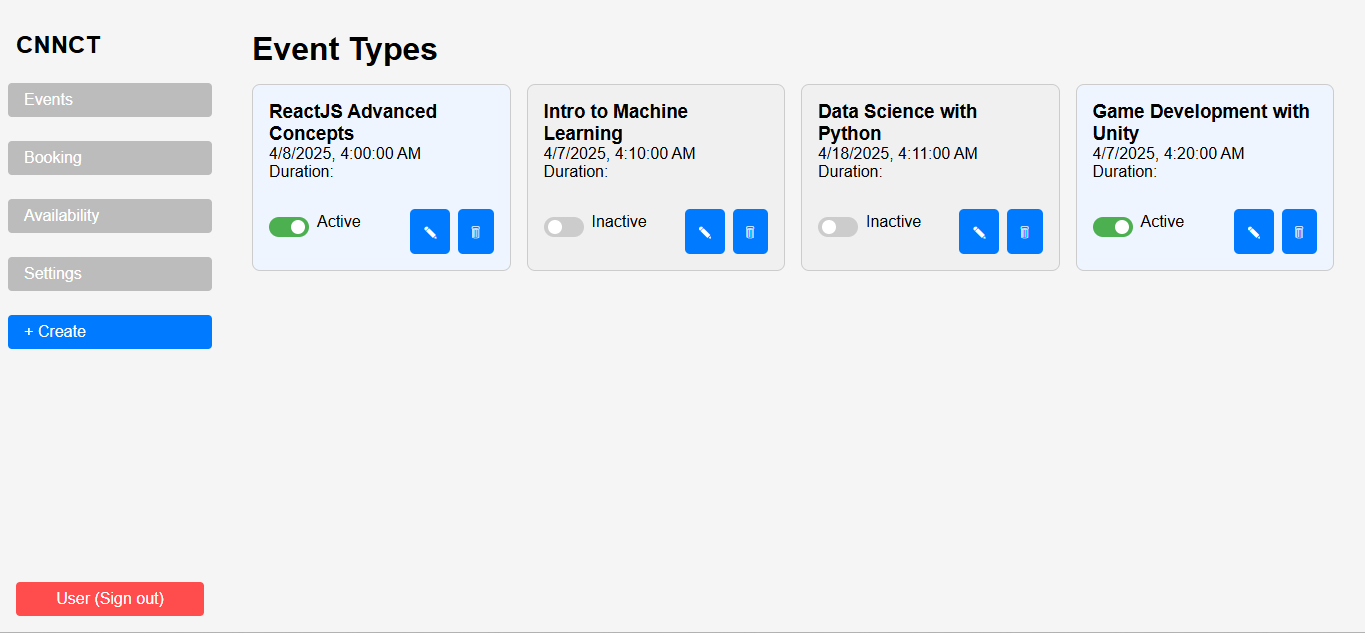 CNNCT
Events
Booking
Availability
Settings
+ Create
User (Sign out)
Event Types
ReactJS Advanced
Concepts
4/8/2025, 4:00:00 AM
Duration:
Active
Intro to Machine
Learning
4/7/2025, 4:10:00 AM
Duration:
Inactive
Data Science with
Python
4/18/2025, 4:11:00 AM
Duration:
Inactive
Game Development with
Unity
4/7/2025, 4:20:00 AM
Duration:
Active